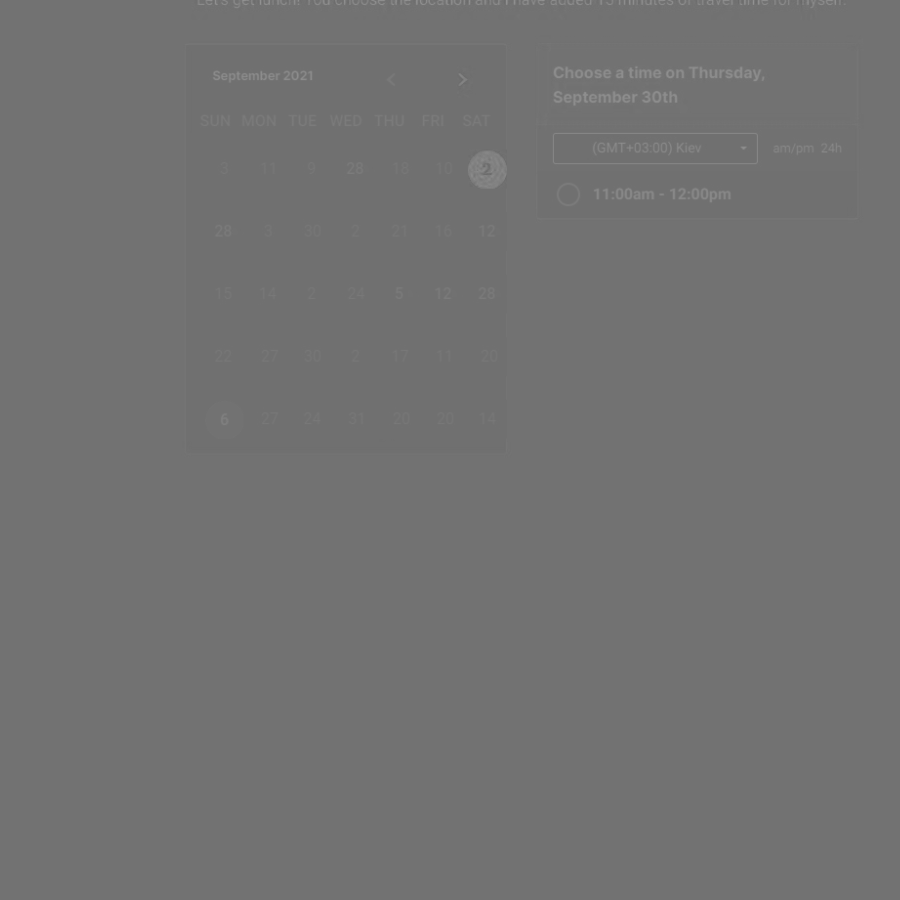 Let's get lunch! You choose the location and I have added 15 minutes of travel time for myself.
September 2021
SUN MON TUE WED THU FRI SAT
3 11 9 28 18 10 2
28 3 30 2 21 16 12
15 14 2 24 5 12 28
22 27 30 2 17 11 20
6 27 24 31 20 20 14
Choose a time on Thursday,
September 30th
(GMT+03:00) Kiev
am/pm 24h
11:00am - 12:00pm